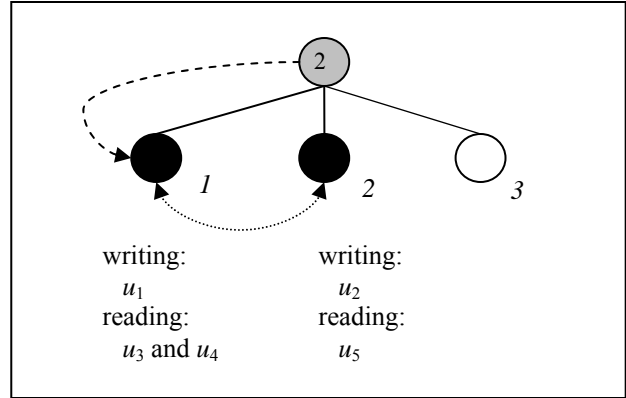 2
1 2 3
writing: writing:
u₁ u₂
reading: reading:
u₃ and u₄ u₅